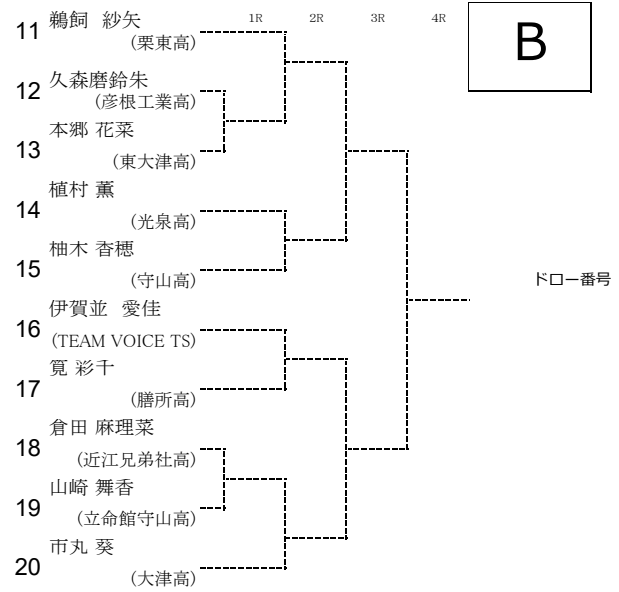 1R 2R 3R 4R
B
11 鵜飼 紗矢
(栗東高)
12 久森磨鈴朱
(彦根工業高)
13 本郷 花菜
(東大津高)
14 植村 薫
(光泉高)
15 柚木 香穂
(守山高)
16 伊賀並 愛佳
(TEAM VOICE TS)
17 筧 彩千
(膳所高)
18 倉田 麻理菜
(近江兄弟社高)
19 山崎 舞香
(立命館守山高)
20 市丸 葵
(大津高)
ドロー番号